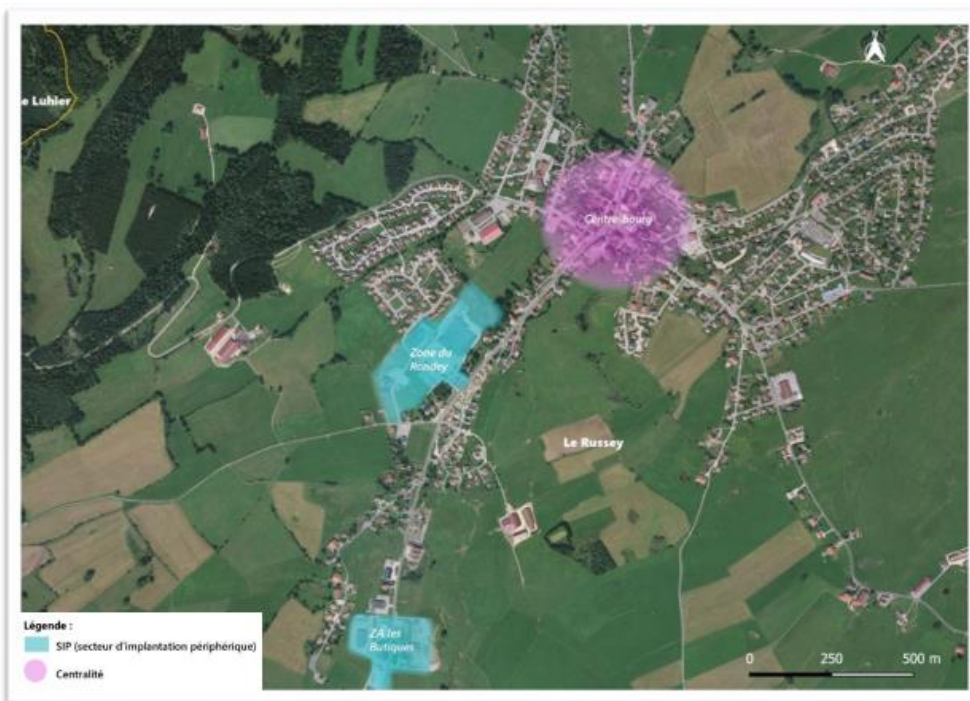 e Luhier
Centre-bourg
Zone du
Rondey
Le Russey
ZA les
Butiques
Légende :
SIP (secteur d'implantation périphérique)
Centralité
0 250 500 m